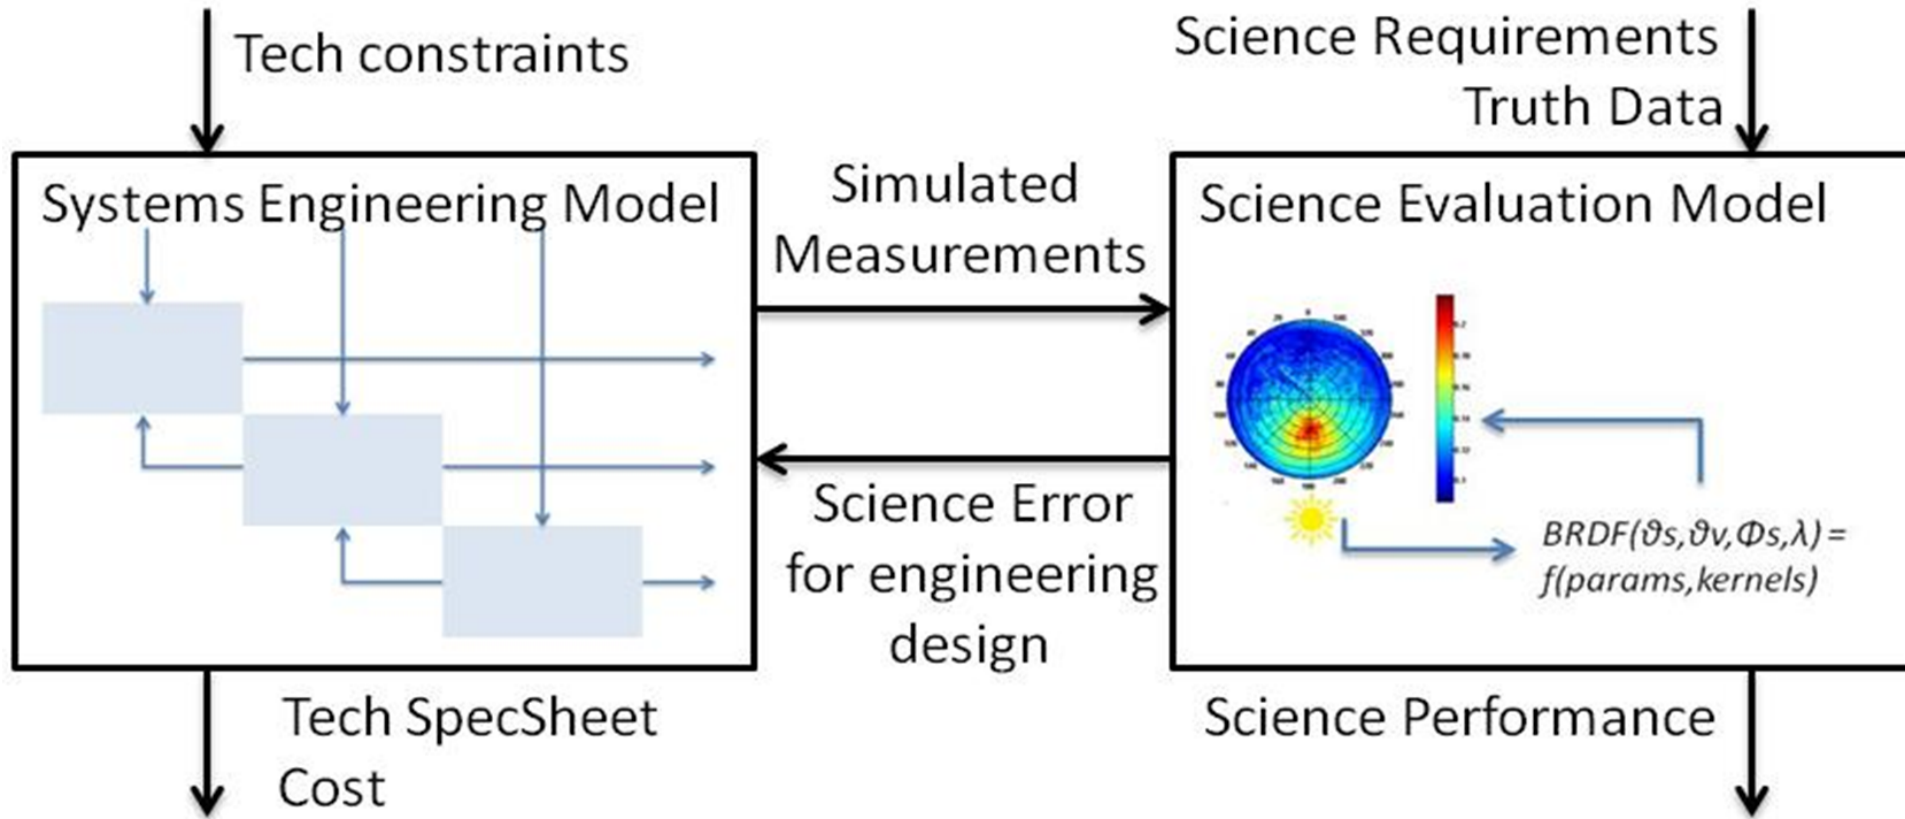 Tech constraints
Science Requirements
Truth Data
Systems Engineering Model
Simulated
Measurements
Science Evaluation Model
Science Error
for engineering
design
BRDF(ϑs,ϑv,Φs,λ) =
f(params,kernels)
Tech SpecSheet
Cost
Science Performance